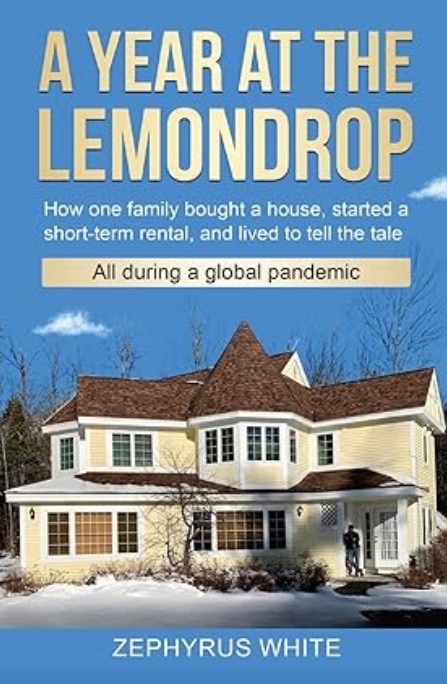 A YEAR AT THE
LEMONDROP
How one family bought a house, started a
short-term rental, and lived to tell the tale
All during a global pandemic
ZEPHYRUS WHITE